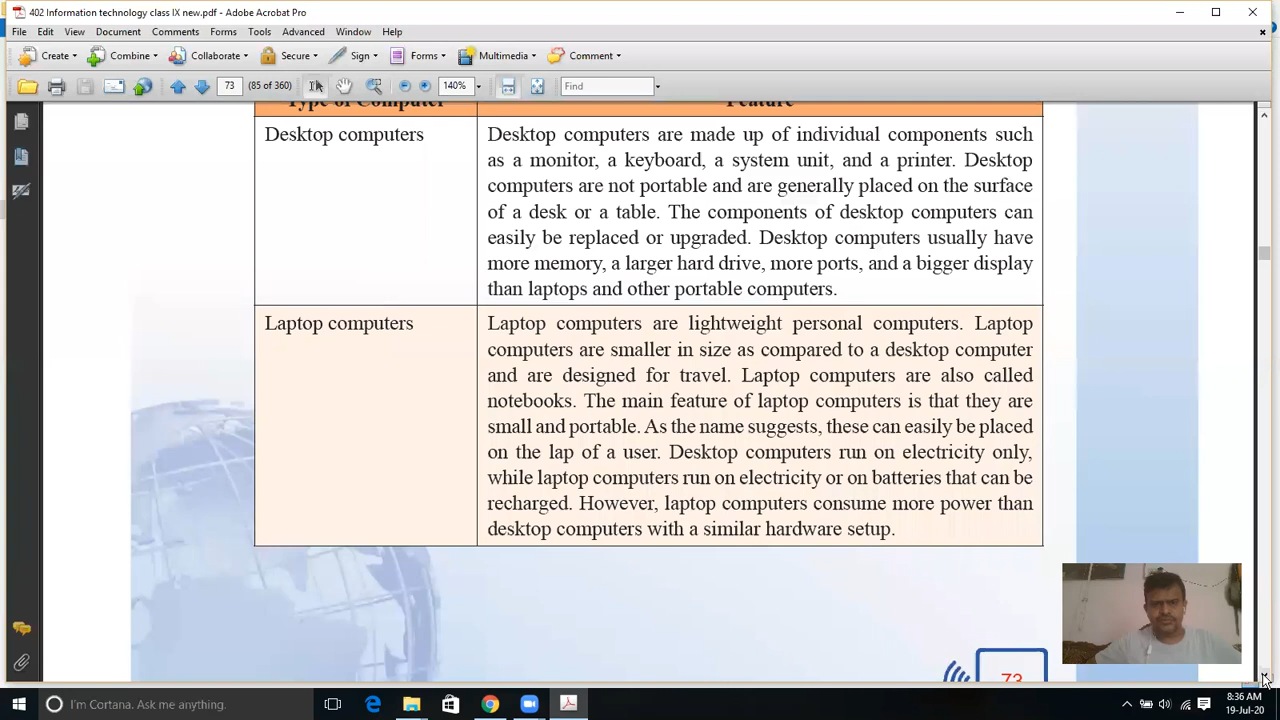 402 Information technology class IX new.pdf - Adobe Acrobat Pro
File Edit View Document Comments Forms Tools Advanced Window Help
Create Combine Collaborate Secure Sign Forms Multimedia Comment
73 (85 of 360) 140% Find
Type of Computer Feature
Desktop computers
Desktop computers are made up of individual components such
as a monitor, a keyboard, a system unit, and a printer. Desktop
computers are not portable and are generally placed on the surface
of a desk or a table. The components of desktop computers can
easily be replaced or upgraded. Desktop computers usually have
more memory, a larger hard drive, more ports, and a bigger display
than laptops and other portable computers.
Laptop computers
Laptop computers are lightweight personal computers. Laptop
computers are smaller in size as compared to a desktop computer
and are designed for travel. Laptop computers are also called
notebooks. The main feature of laptop computers is that they are
small and portable. As the name suggests, these can easily be placed
on the lap of a user. Desktop computers run on electricity only,
while laptop computers run on electricity or on batteries that can be
recharged. However, laptop computers consume more power than
desktop computers with a similar hardware setup.
73
I'm Cortana. Ask me anything.
8:36 AM
19-Jul-20